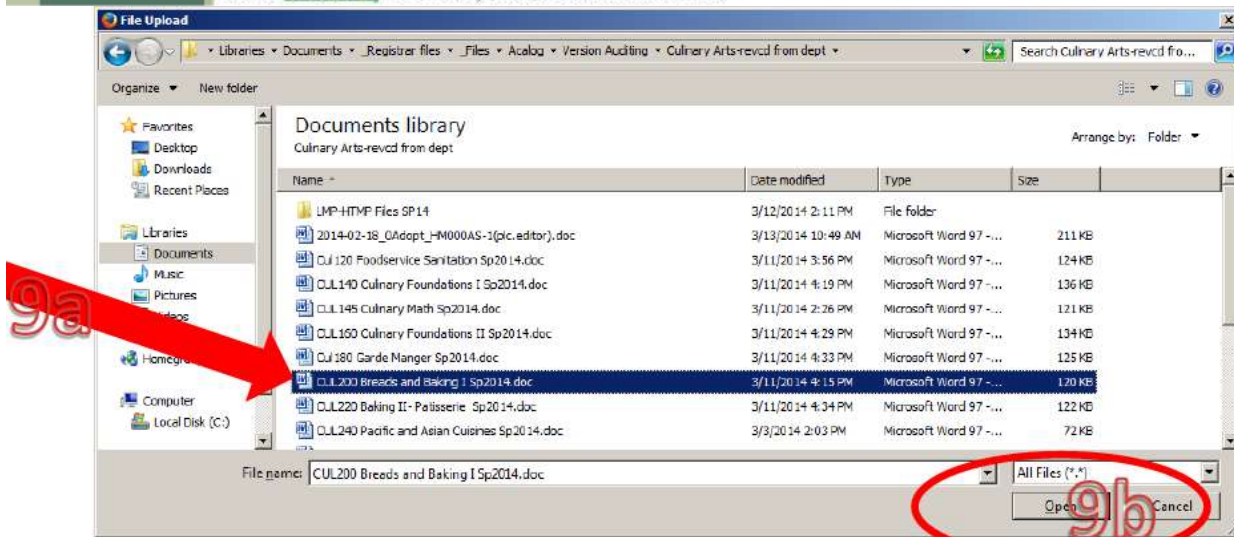 File Upload
Libraries Documents _Registrar files _Files Acalog Version Auditing Culinary Arts-revcd from dept
Search Culinary Arts-revcd fro...
Organize New folder
Favorites
Desktop
Downloads
Recent Places
Libraries
Documents
Music
Pictures
Videos
Computer
Local Disk (C:)
Documents library
Culinary Arts-revcd from dept
Arrange by: Folder
Name Date modified Type Size
LMP-HTMP Files SP14 3/12/2014 2:11 PM File folder
2014-02-18_0Adopt_HM000AS-1(pic.editor).doc 3/13/2014 10:49 AM Microsoft Word 97 -... 211 KB
Cul 120 Foodservice Sanitation Sp2014.doc 3/11/2014 3:56 PM Microsoft Word 97 -... 124 KB
CUL140 Culinary Foundations I Sp2014.doc 3/11/2014 4:19 PM Microsoft Word 97 -... 136 KB
CUL145 Culinary Math Sp2014.doc 3/11/2014 2:26 PM Microsoft Word 97 -... 121 KB
CUL160 Culinary Foundations II Sp2014.doc 3/11/2014 4:29 PM Microsoft Word 97 -... 134 KB
Cul 180 Garde Manger Sp2014.doc 3/11/2014 4:33 PM Microsoft Word 97 -... 125 KB
CUL200 Breads and Baking I Sp2014.doc 3/11/2014 4:15 PM Microsoft Word 97 -... 120 KB
CUL220 Baking II- Patisserie Sp2014.doc 3/11/2014 4:34 PM Microsoft Word 97 -... 122 KB
CUL240 Pacific and Asian Cuisines Sp2014.doc 3/3/2014 2:03 PM Microsoft Word 97 -... 72 KB
9a
File name: CUL200 Breads and Baking I Sp2014.doc All Files (*.*)
Open Cancel
9b